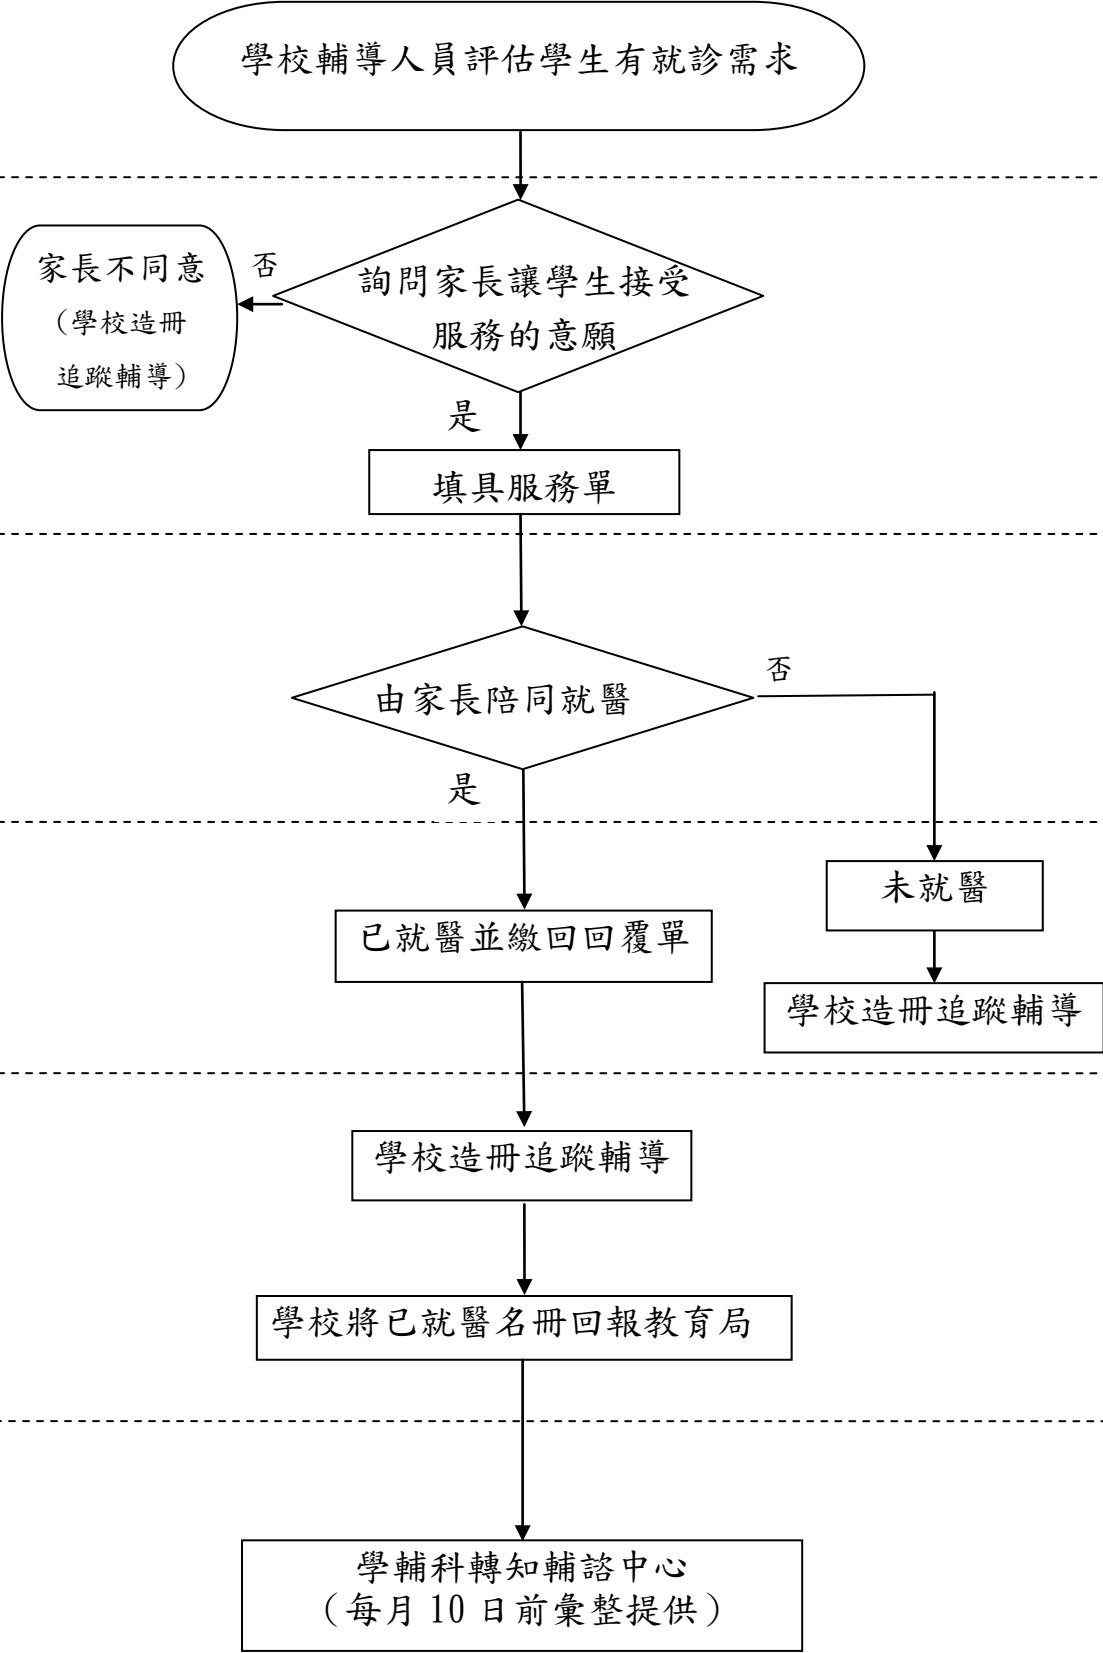 學校輔導人員評估學生有就診需求
家長不同意
(學校造冊
追蹤輔導)
否
詢問家長讓學生接受
服務的意願
是
填具服務單
由家長陪同就醫
否
是
未就醫
已就醫並繳回回覆單
學校造冊追蹤輔導
學校造冊追蹤輔導
學校將已就醫名冊回報教育局
學輔科轉知輔諮中心
(每月 10 日前彙整提供)